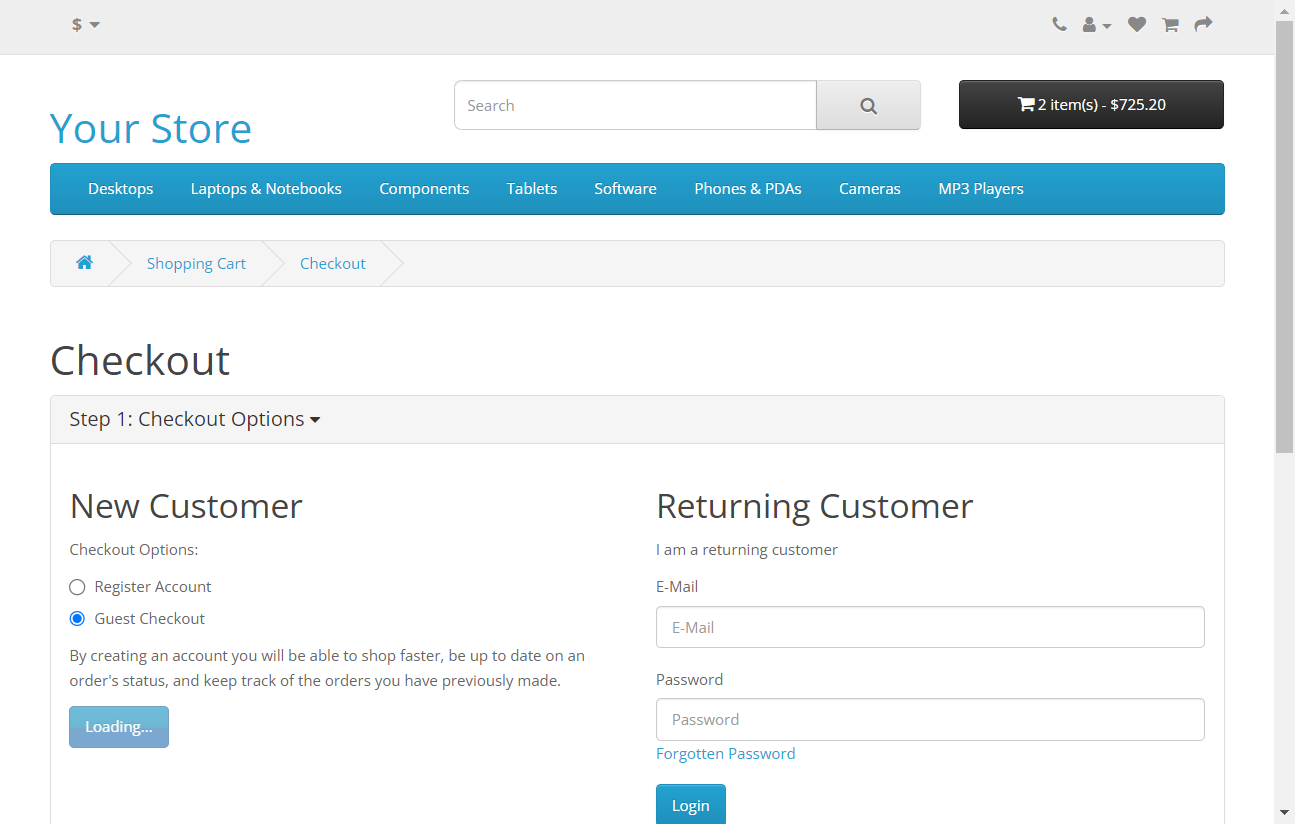 $
Search
2 item(s) - $725.20
Your Store
Desktops Laptops & Notebooks Components Tablets Software Phones & PDAs Cameras MP3 Players
Shopping Cart Checkout
Checkout
Step 1: Checkout Options
New Customer
Checkout Options:
Register Account
Guest Checkout
By creating an account you will be able to shop faster, be up to date on an
order's status, and keep track of the orders you have previously made.
Loading...
Returning Customer
I am a returning customer
E-Mail
E-Mail
Password
Password
Forgotten Password
Login